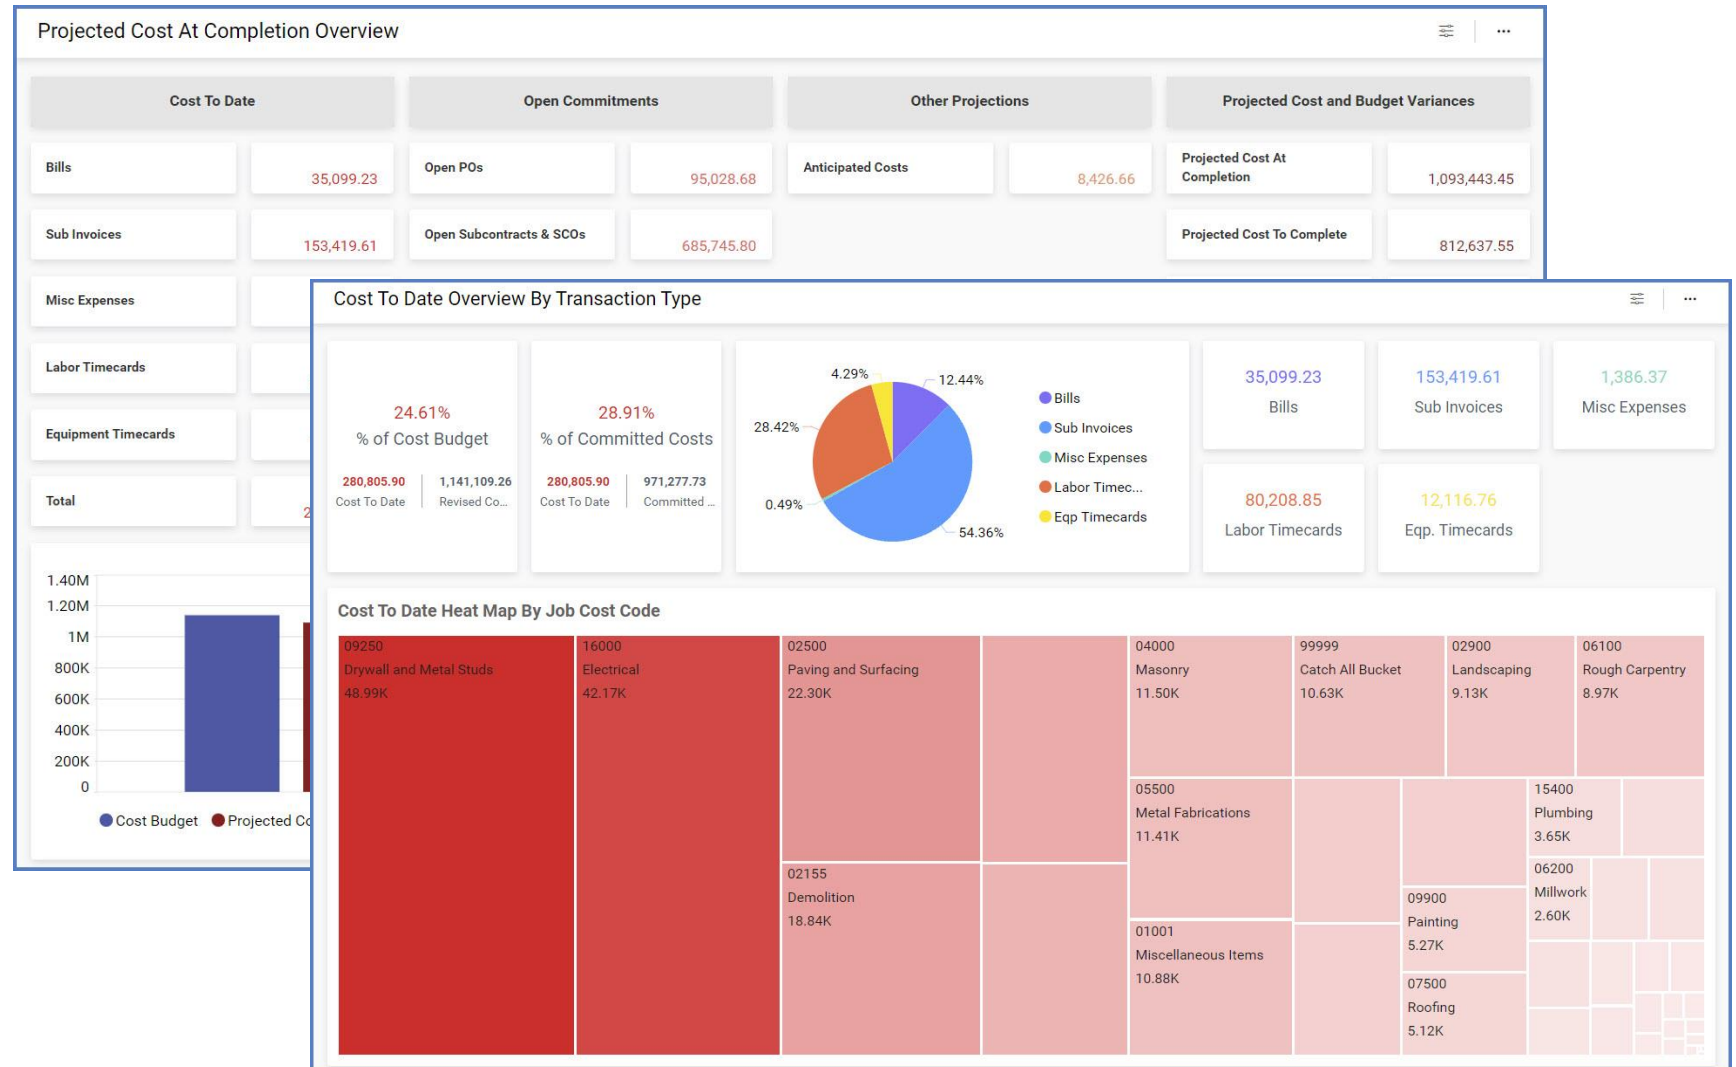 Projected Cost At Completion Overview
Cost To Date
Open Commitments
Other Projections
Projected Cost and Budget Variances
Bills
35,099.23
Open POs
95,028.68
Anticipated Costs
8,426.66
Projected Cost At
Completion
1,093,443.45
Sub Invoices
153,419.61
Open Subcontracts & SCOs
685,745.80
Projected Cost To Complete
812,637.55
Misc Expenses
Labor Timecards
Equipment Timecards
Total
2
1.40M
1.20M
1M
800K
600K
400K
200K
0
Cost Budget
Projected Co
Cost To Date Overview By Transaction Type
24.61%
% of Cost Budget
280,805.90
Cost To Date
1,141,109.26
Revised Co...
28.91%
% of Committed Costs
280,805.90
Cost To Date
971,277.73
Committed ...
4.29%
12.44%
28.42%
0.49%
54.36%
Bills
Sub Invoices
Misc Expenses
Labor Timec...
Eqp Timecards
35,099.23
Bills
153,419.61
Sub Invoices
1,386.37
Misc Expenses
80,208.85
Labor Timecards
12,116.76
Eqp. Timecards
Cost To Date Heat Map By Job Cost Code
09250
Drywall and Metal Studs
48.99K
16000
Electrical
42.17K
02500
Paving and Surfacing
22.30K
02155
Demolition
18.84K
04000
Masonry
11.50K
99999
Catch All Bucket
10.63K
02900
Landscaping
9.13K
06100
Rough Carpentry
8.97K
05500
Metal Fabrications
11.41K
01001
Miscellaneous Items
10.88K
09900
Painting
5.27K
07500
Roofing
5.12K
15400
Plumbing
3.65K
06200
Millwork
2.60K